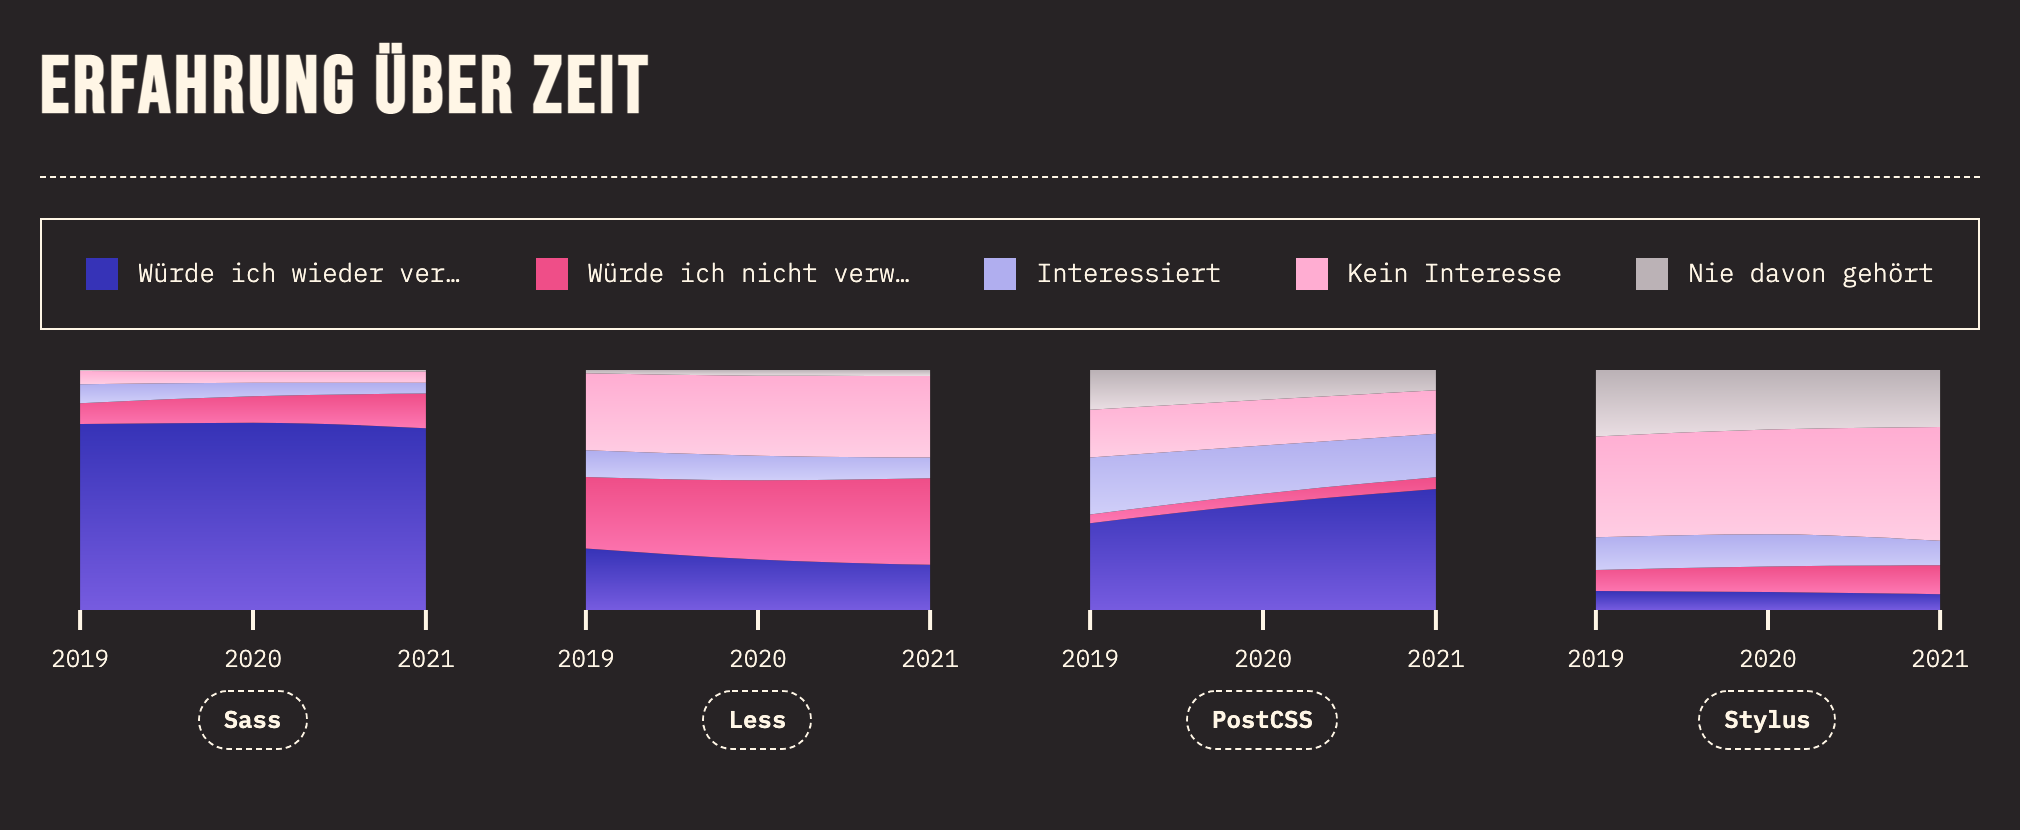 ERFAHRUNG ÜBER ZEIT
Würde ich wieder ver…
Würde ich nicht verw…
Interessiert
Kein Interesse
Nie davon gehört
2019 2020 2021
Sass
2019 2020 2021
Less
2019 2020 2021
PostCSS
2019 2020 2021
Stylus